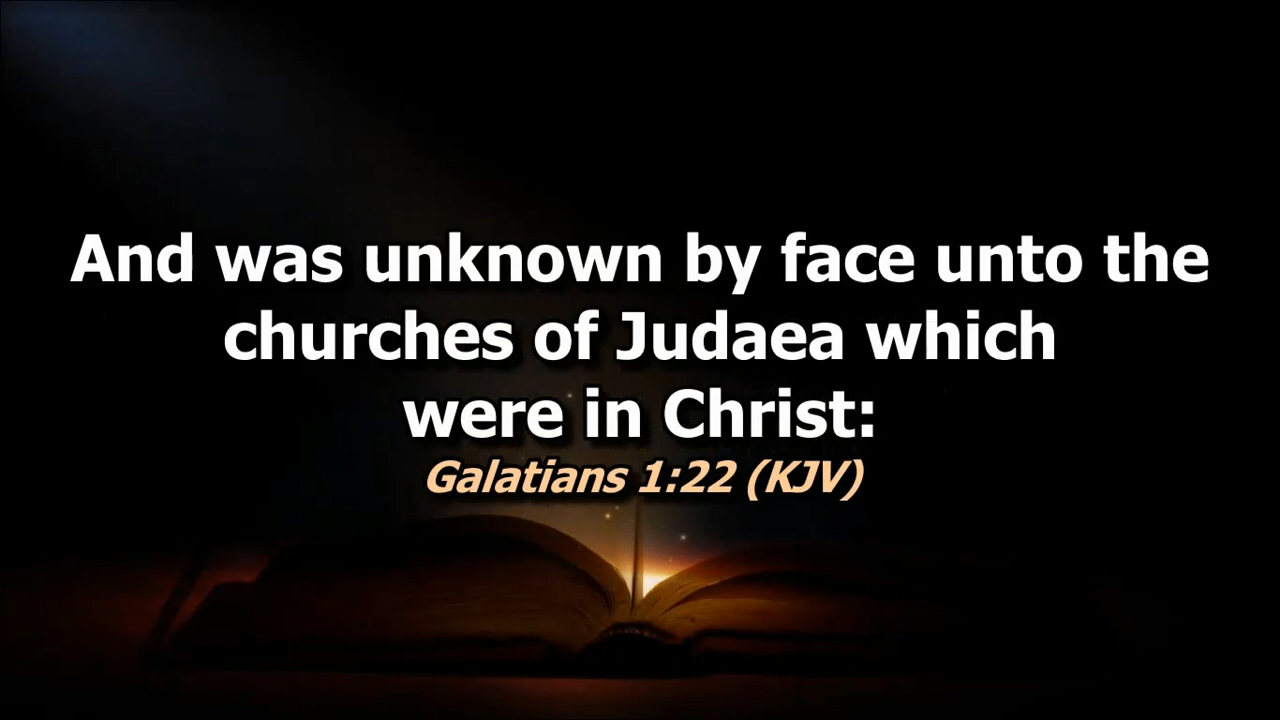 And was unknown by face unto the
churches of Judaea which
were in Christ:
Galatians 1:22 (KJV)